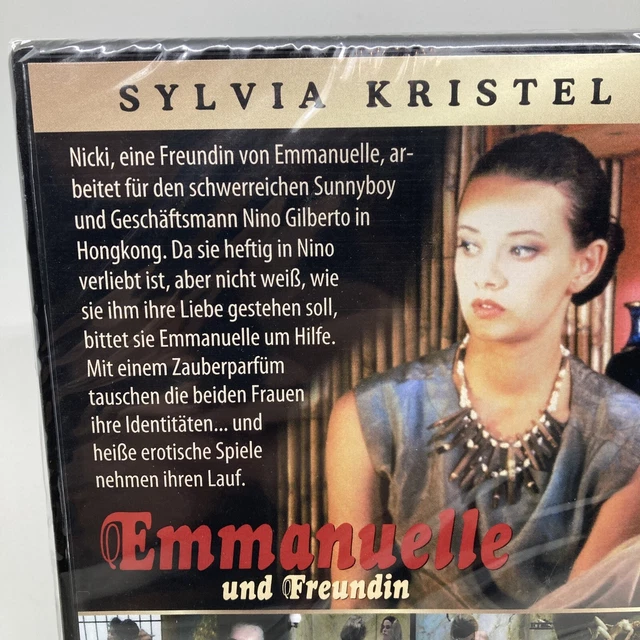 SYLVIA KRISTEL
Nicki, eine Freundin von Emmanuelle, ar-
beitet für den schwerreichen Sunnyboy
und Geschäftsmann Nino Gilberto in
Hongkong. Da sie heftig in Nino
verliebt ist, aber nicht weiß, wie
sie ihm ihre Liebe gestehen soll,
bittet sie Emmanuelle um Hilfe.
Mit einem Zauberparfüm
tauschen die beiden Frauen
ihre Identitäten... und
heiße erotische Spiele
nehmen ihren Lauf.
Emmanuelle
und Freundin